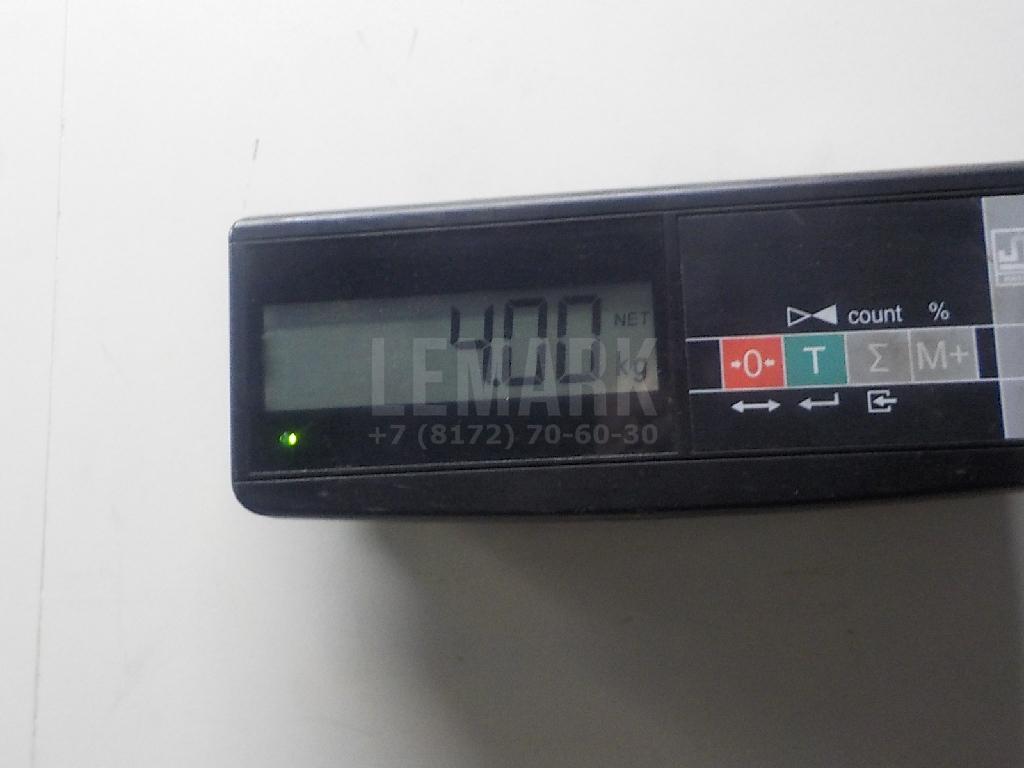 count %
4.00 NET
kg
→0← T Σ M+
LEMARK
+7 (8172) 70-60-30